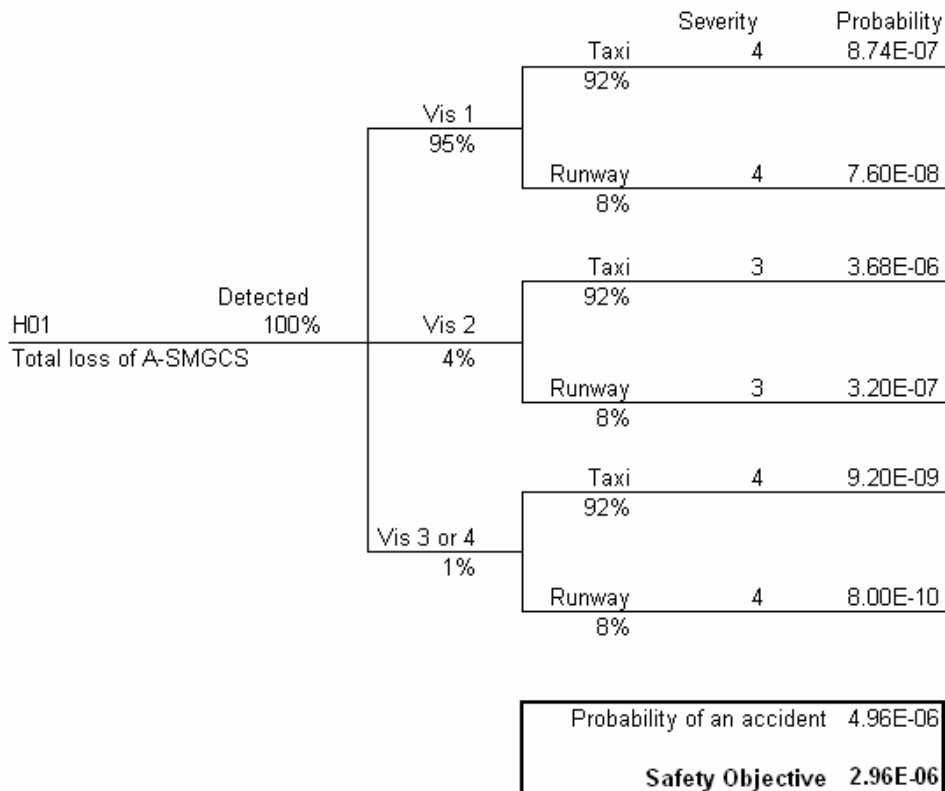 Severity Probability
Taxi 4 8.74E-07
92%
Vis 1
95%
Runway 4 7.60E-08
8%
Taxi 3 3.68E-06
92%
Detected
H01 100% Vis 2
Total loss of A-SMGCS 4%
Runway 3 3.20E-07
8%
Taxi 4 9.20E-09
92%
Vis 3 or 4
1%
Runway 4 8.00E-10
8%
Probability of an accident 4.96E-06
Safety Objective 2.96E-06